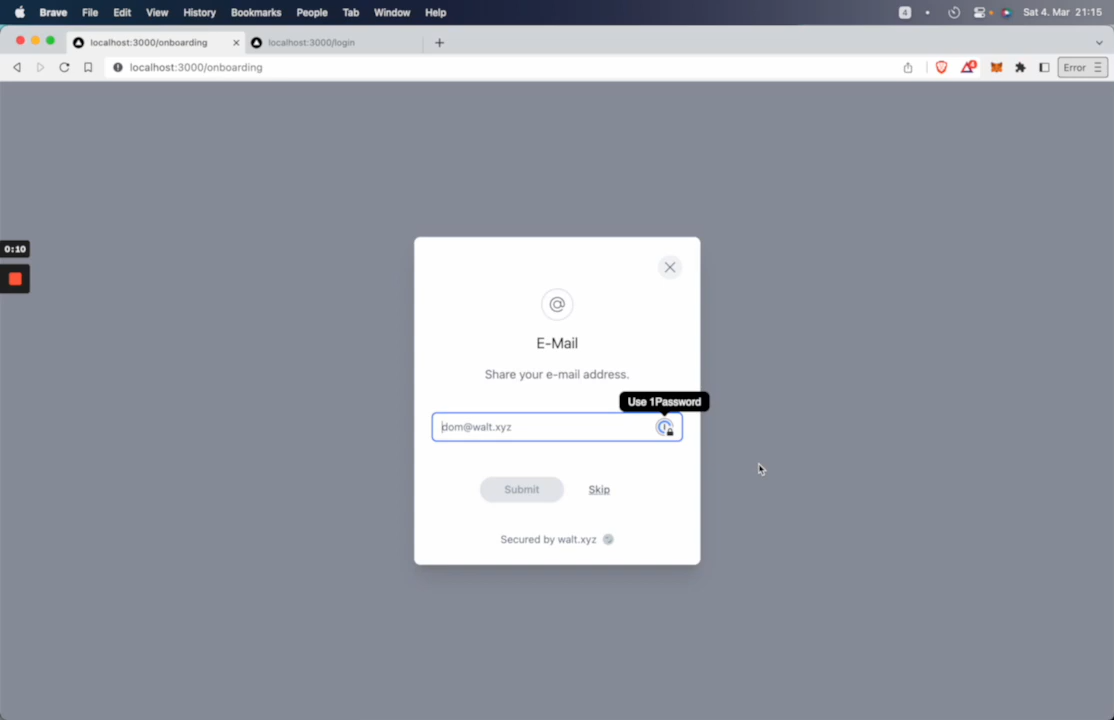 Brave File Edit View History Bookmarks People Tab Window Help 4 Sat 4. Mar 21:15
localhost:3000/onboarding localhost:3000/login
localhost:3000/onboarding 4 Error
0:10
@
E-Mail
Share your e-mail address.
Use 1Password
dom@walt.xyz
Submit Skip
Secured by walt.xyz